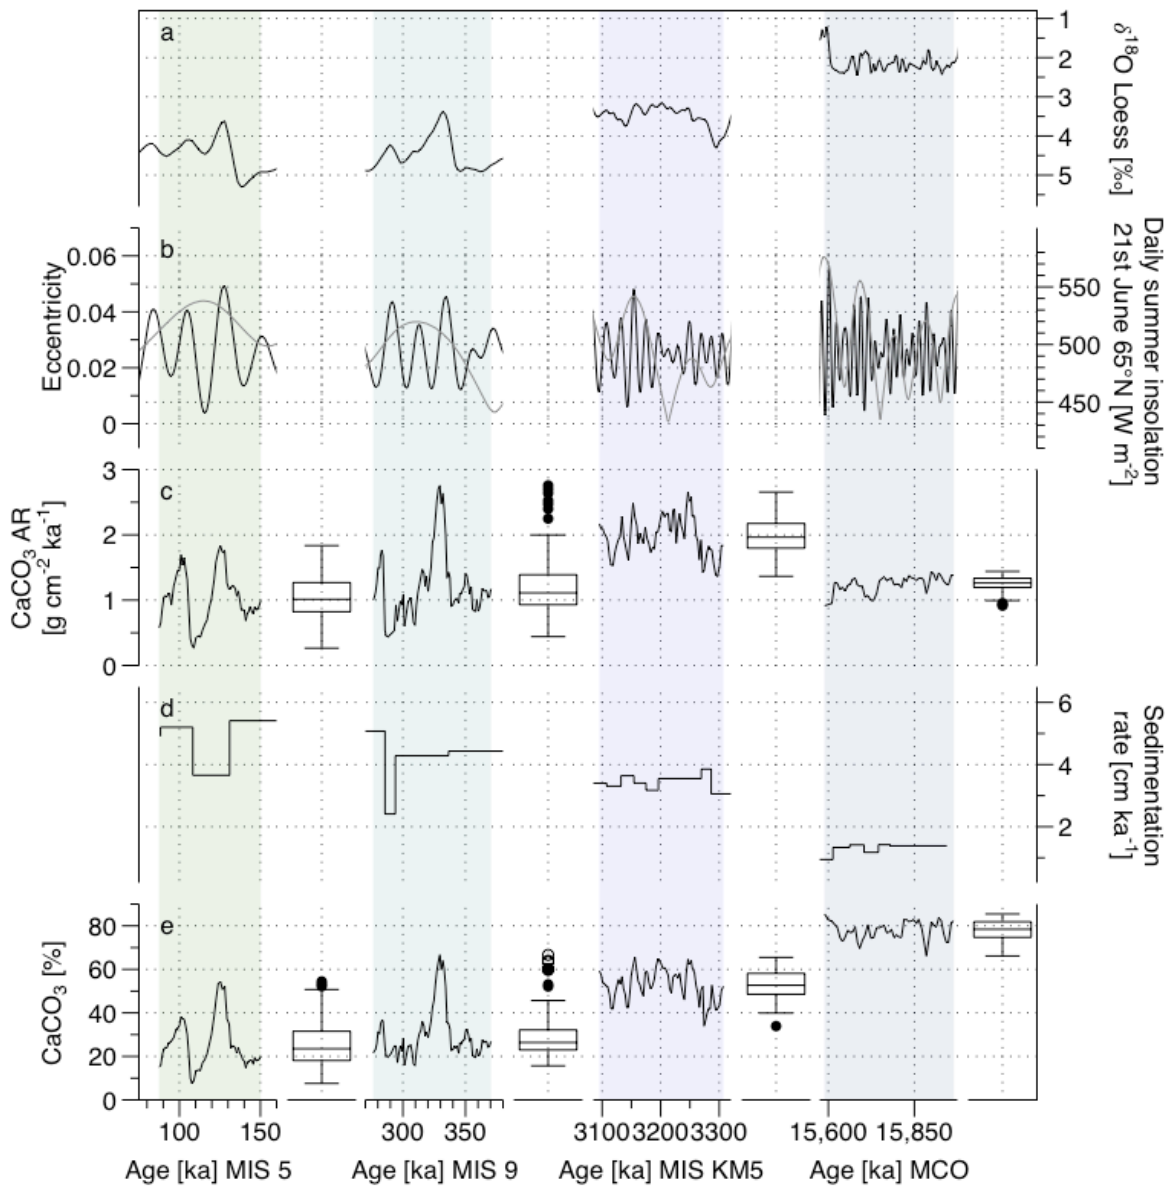 a
1
2
3
4
5
δ18O Loess [‰]
b
Eccentricity
0.06
0.04
0.02
0
550
500
450
Daily summer insolation
21st June 65°N [W m-2]
c
CaCO3 AR
[g cm-2 ka-1]
3
2
1
0
d
6
4
2
Sedimentation
rate [cm ka-1]
e
CaCO3 [%]
80
60
40
20
0
100 150 300 350 3100 3200 3300 15,600 15,850
Age [ka] MIS 5 Age [ka] MIS 9 Age [ka] MIS KM5 Age [ka] MCO